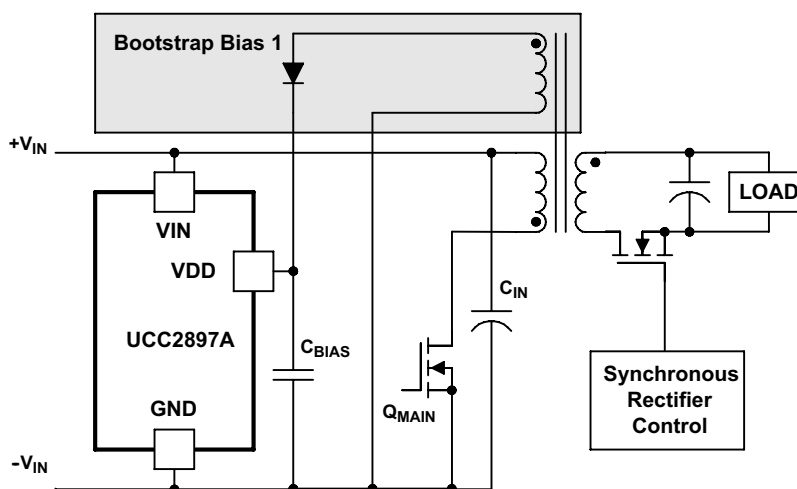 Bootstrap Bias 1
+VIN
VIN
VDD
UCC2897A
GND
CBIAS
QMAIN
CIN
LOAD
Synchronous
Rectifier
Control
-VIN